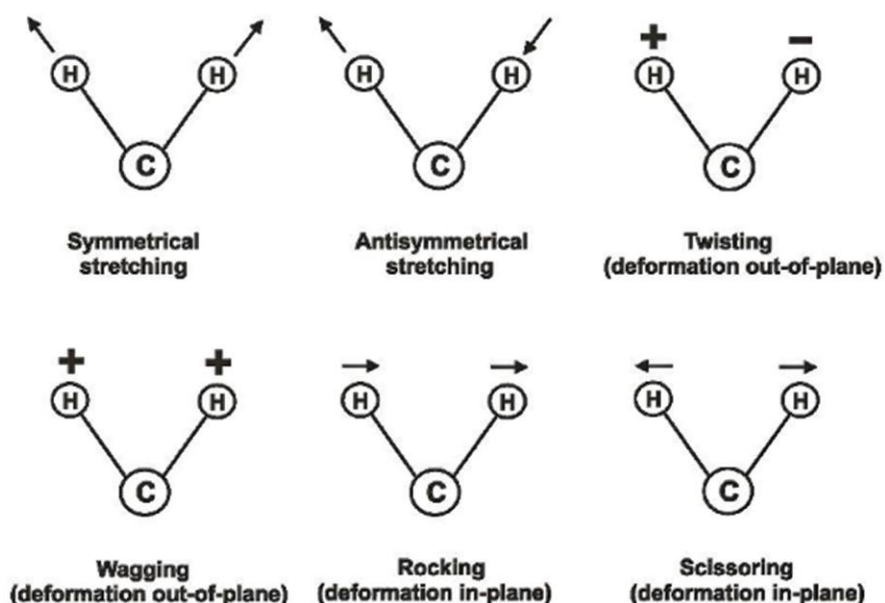 H H H H + −
H H
C C C
Symmetrical
stretching
Antisymmetrical
stretching
Twisting
(deformation out-of-plane)
+ +
H H H H H H
C C C
Wagging
(deformation out-of-plane)
Rocking
(deformation in-plane)
Scissoring
(deformation in-plane)